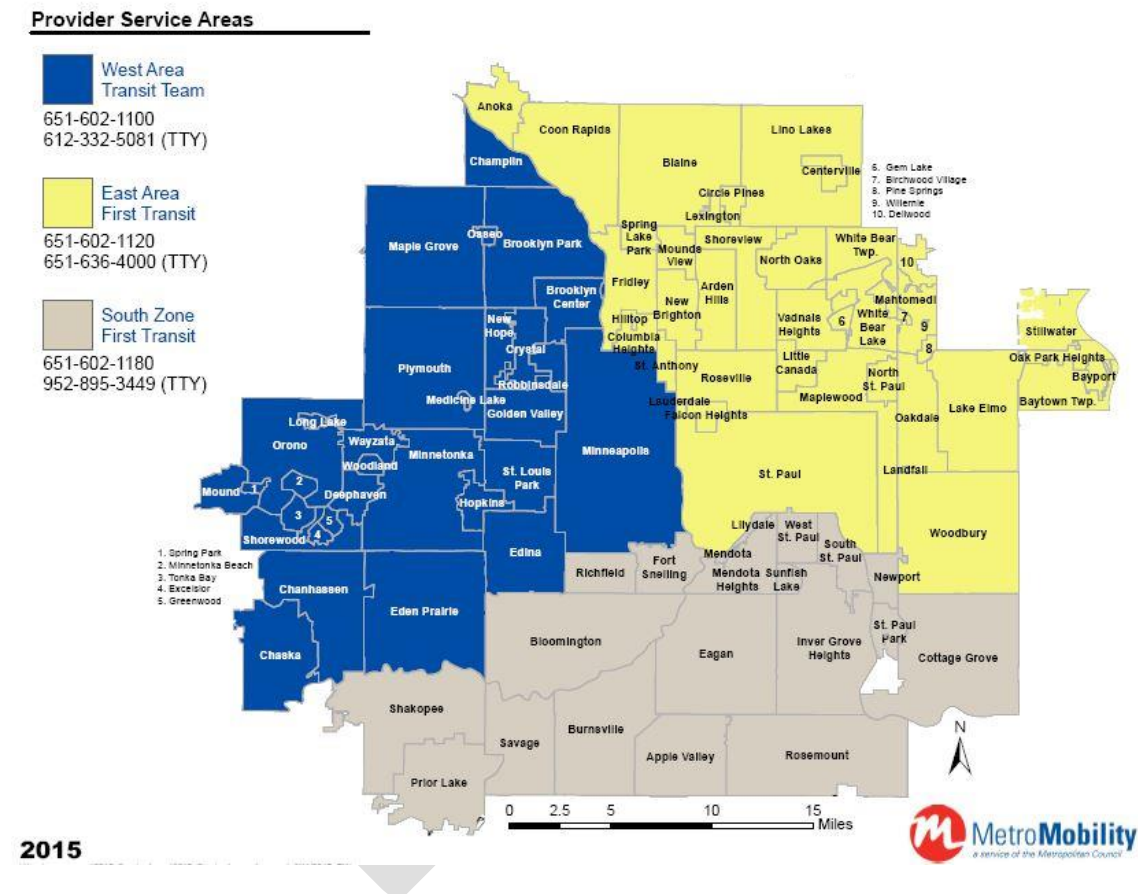 Provider Service Areas
West Area
Transit Team
651-602-1100
612-332-5081 (TTY)
East Area
First Transit
651-602-1120
651-636-4000 (TTY)
South Zone
First Transit
651-602-1180
952-895-3449 (TTY)
Anoka
Coon Rapids
Lino Lakes
Champlin
Blaine
Centerville
6. Gem Lake
7. Birchwood Village
8. Pine Springs
9. Willernie
10. Dellwood
Circle Pines
Lexington
Maple Grove
Osseo
Brooklyn Park
Spring
Lake
Park
Mounds
View
Shoreview
North Oaks
White Bear
Twp.
10
Fridley
Arden
Hills
Brooklyn
Center
New
Brighton
Mahtomedi
Hilltop
Vadnais
Heights
6
White
Bear
Lake
7
9
8
Stillwater
New
Hope
Crystal
Columbia
Heights
St. Anthony
Little
Canada
North
St. Paul
Oak Park Heights
Bayport
Plymouth
Robbinsdale
Roseville
Maplewood
Baytown Twp.
Medicine Lake
Golden Valley
Lauderdale
Falcon Heights
Oakdale
Lake Elmo
Long Lake
Orono
Wayzata
Woodland
Minnetonka
Minneapolis
St. Louis
Park
St. Paul
Landfall
Mound
1
2
Deephaven
Hopkins
3
5
4
Shorewood
Woodbury
1. Spring Park
2. Minnetonka Beach
3. Tonka Bay
4. Excelsior
5. Greenwood
Edina
Lilydale
West
St. Paul
South
St. Paul
Mendota
Richfield
Fort
Snelling
Mendota
Heights
Sunfish
Lake
Newport
Chanhassen
Eden Prairie
Chaska
Bloomington
Eagan
Inver Grove
Heights
St. Paul
Park
Cottage Grove
Shakopee
Savage
Burnsville
Apple Valley
Rosemount
Prior Lake
N
0 2.5 5 10 15
Miles
MetroMobility
a service of the Metropolitan Council
2015